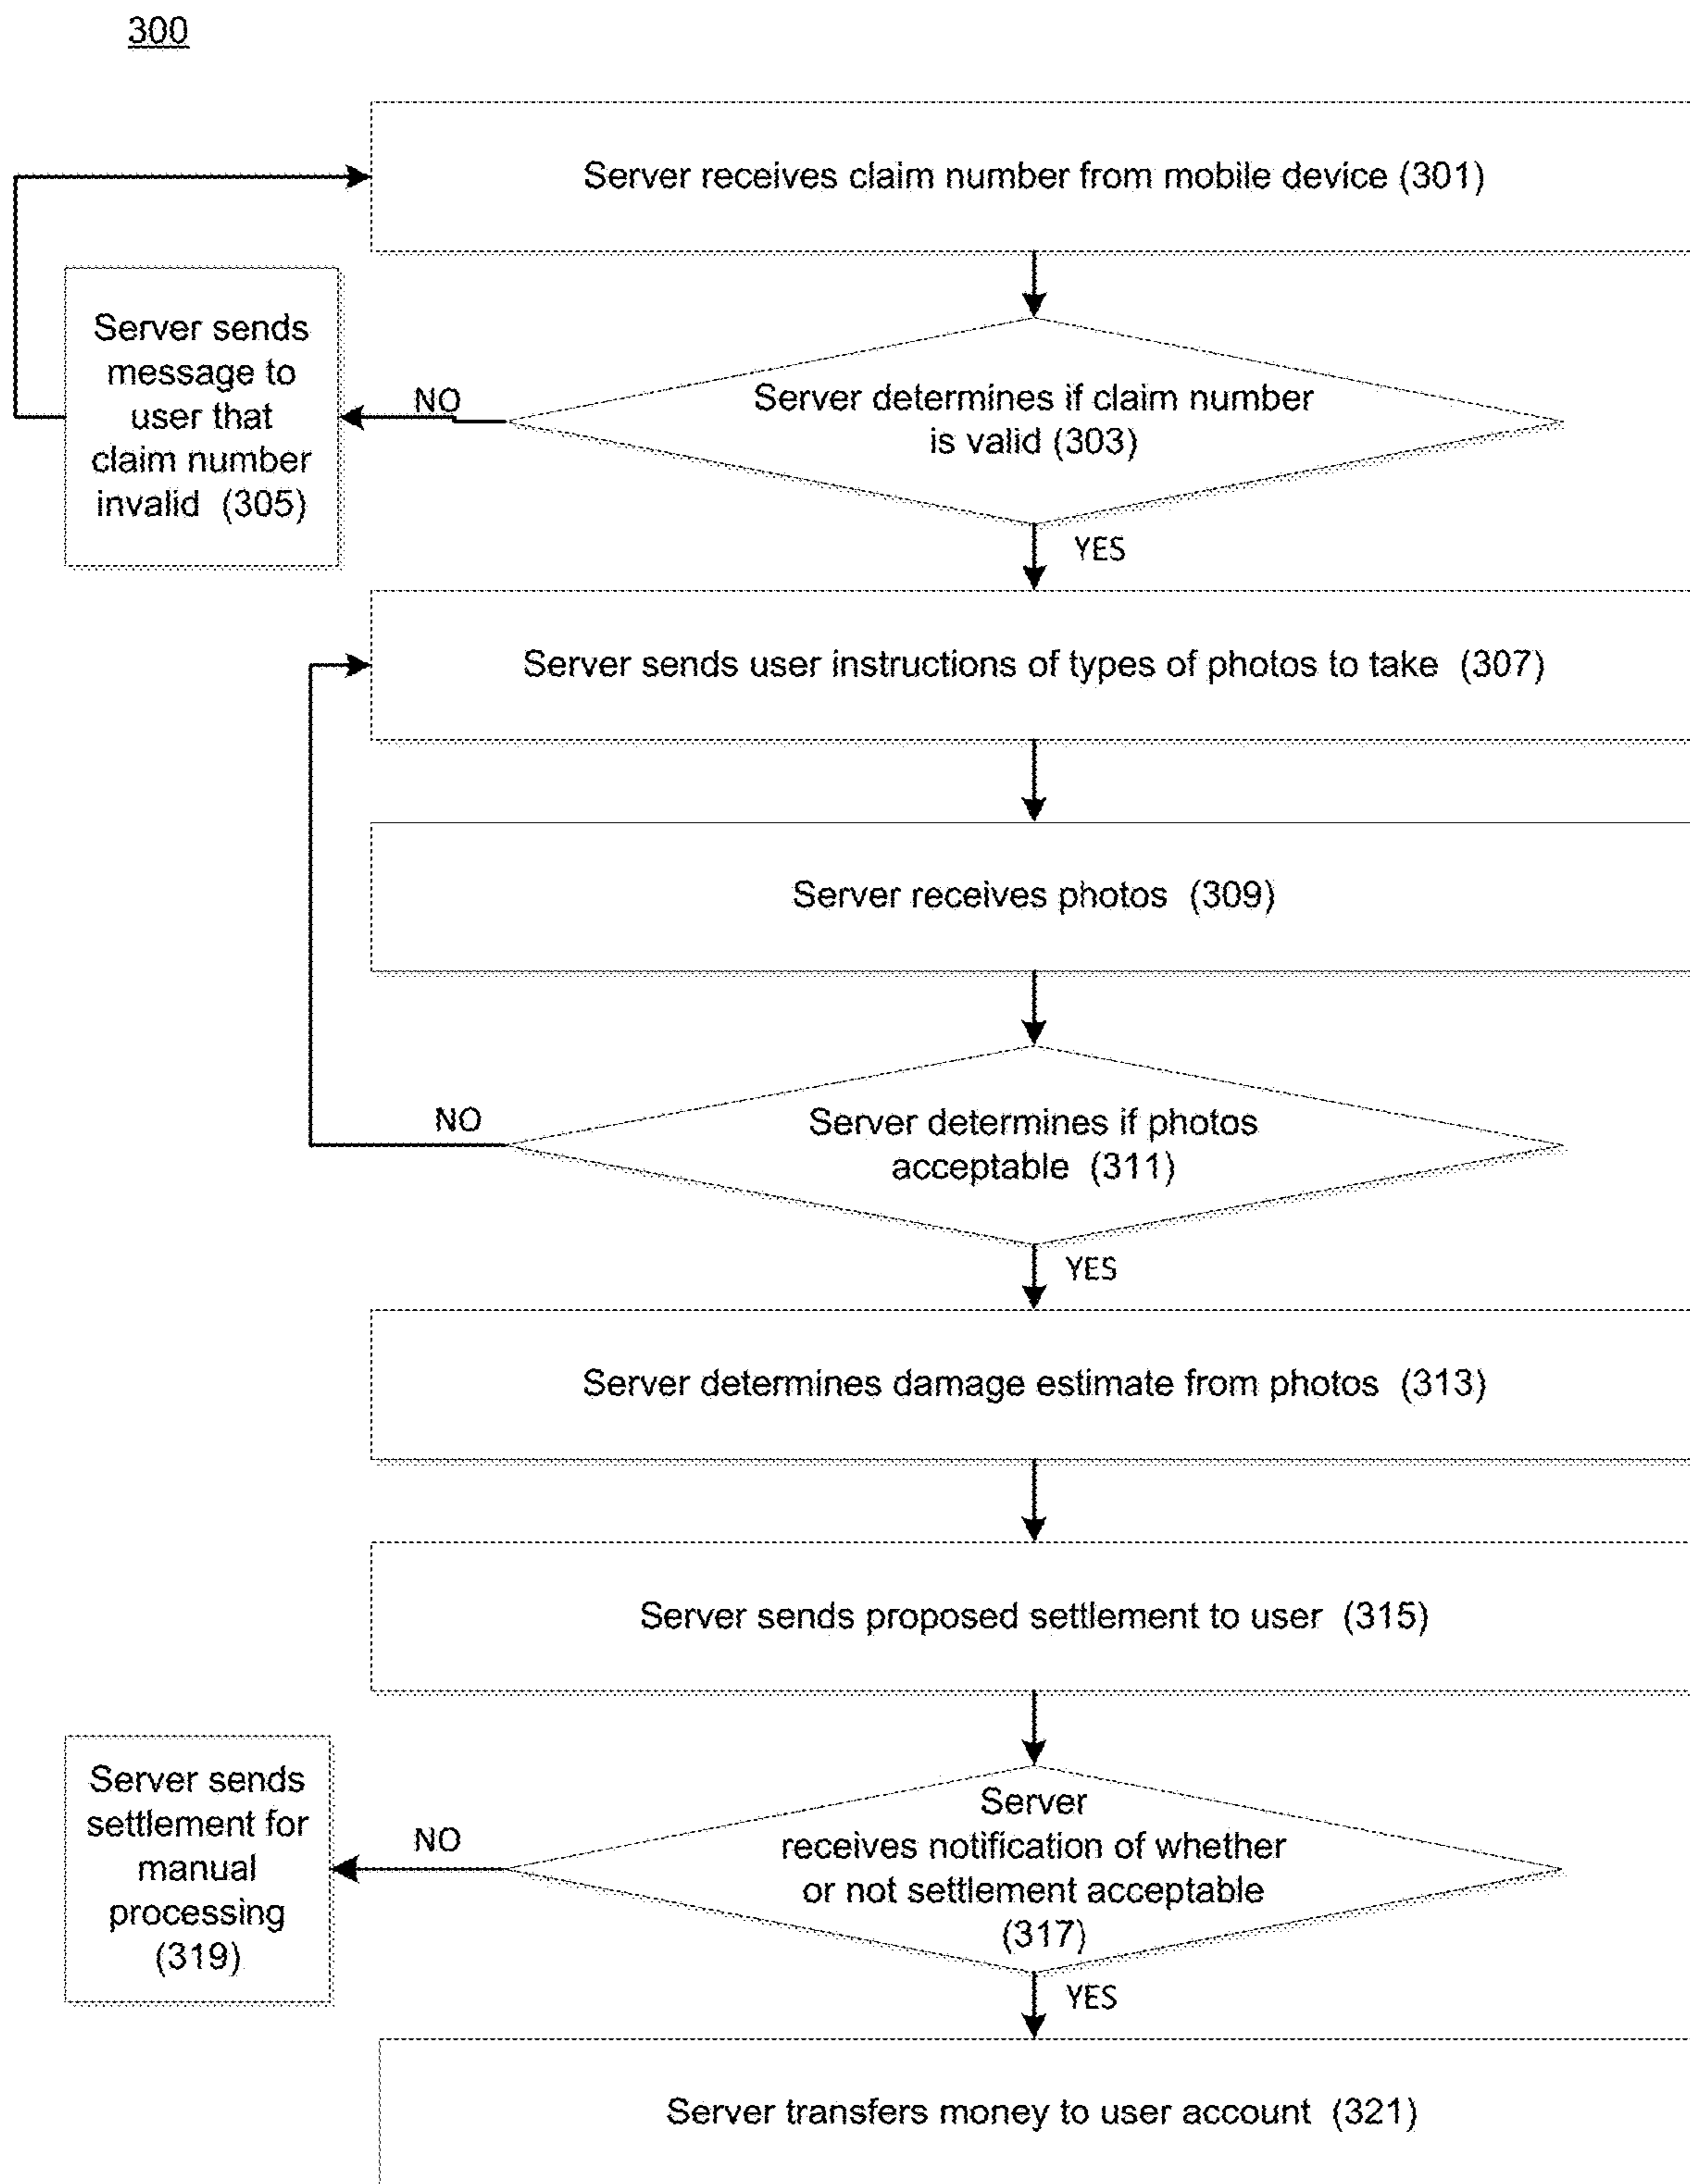 300
Server receives claim number from mobile device (301)
Server sends
message to
user that
claim number
invalid (305)
NO
Server determines if claim number
is valid (303)
YES
Server sends user instructions of types of photos to take (307)
Server receives photos (309)
NO
Server determines if photos
acceptable (311)
YES
Server determines damage estimate from photos (313)
Server sends proposed settlement to user (315)
Server sends
settlement for
manual
processing
(319)
NO
Server
receives notification of whether
or not settlement acceptable
(317)
YES
Server transfers money to user account (321)